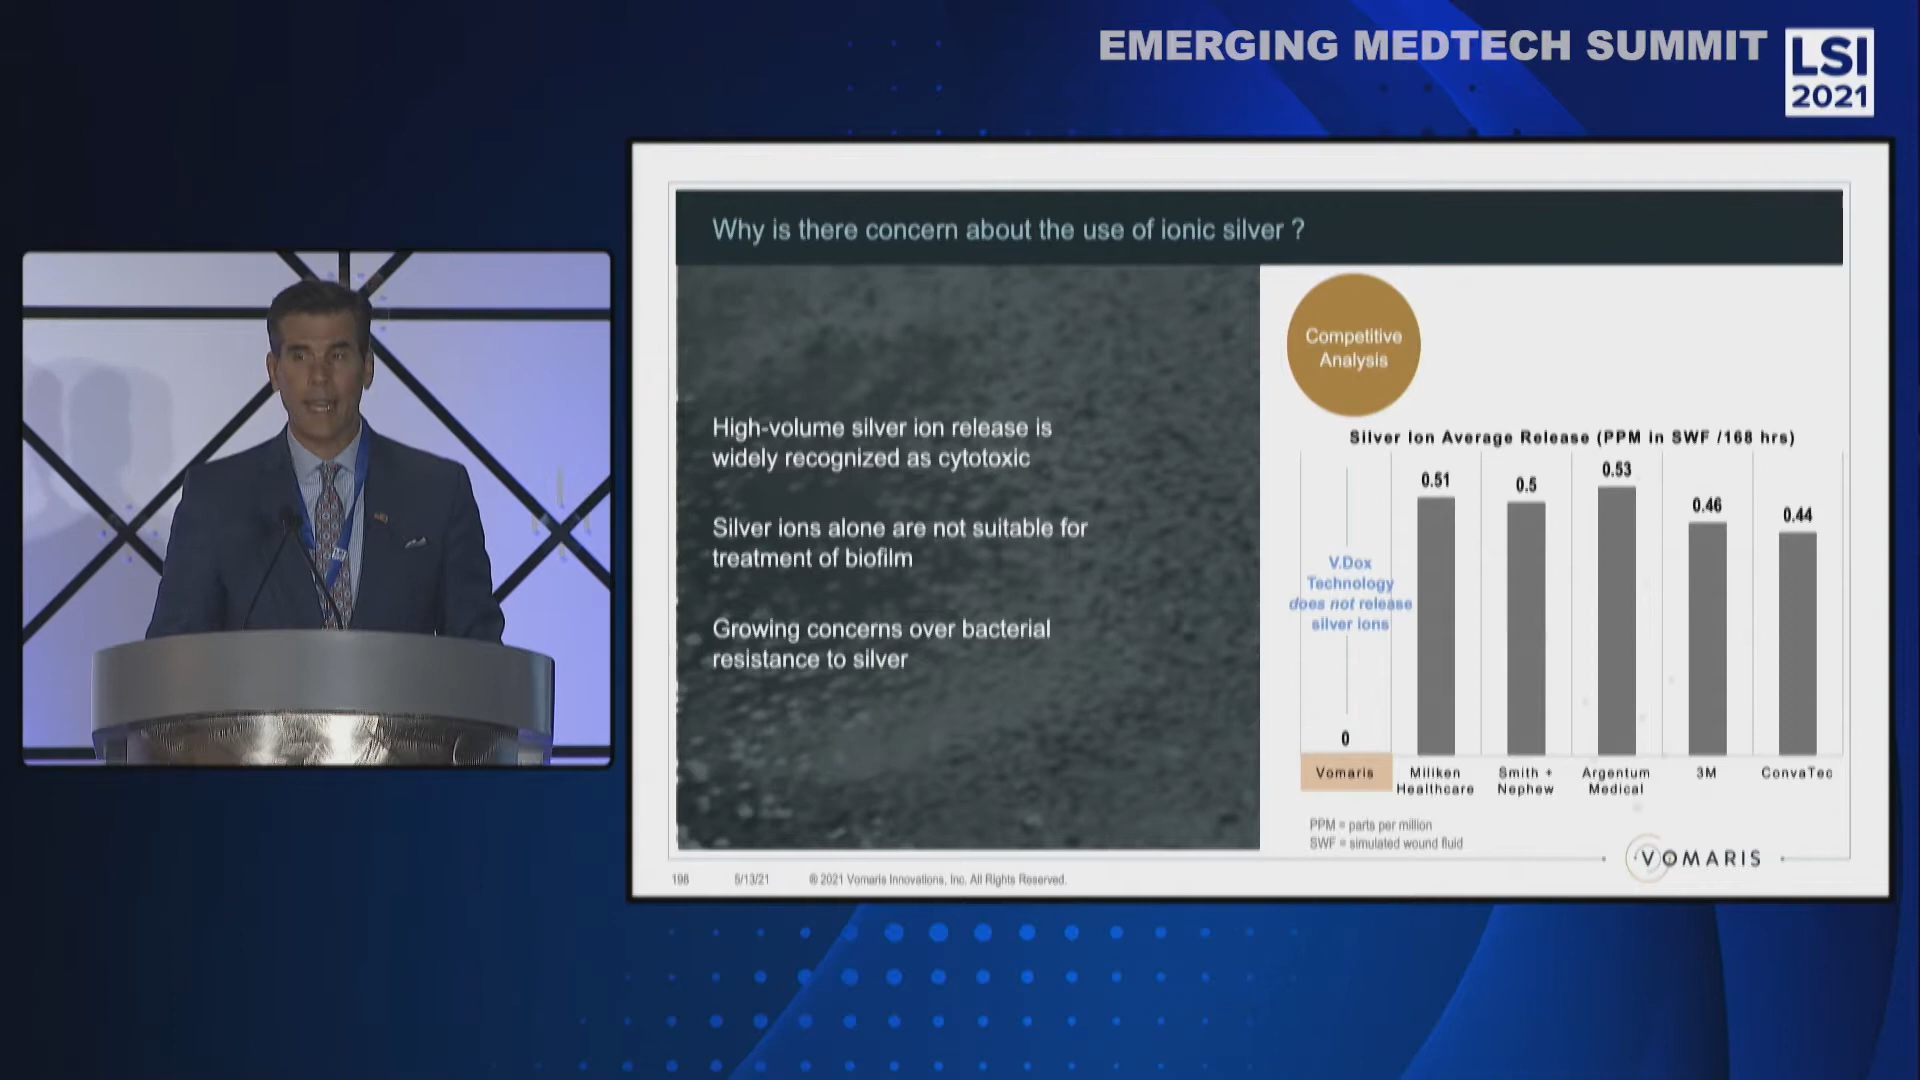 EMERGING MEDTECH SUMMIT
LSI
2021
Why is there concern about the use of ionic silver ?
High-volume silver ion release is
widely recognized as cytotoxic
Silver ions alone are not suitable for
treatment of biofilm
Growing concerns over bacterial
resistance to silver
Competitive
Analysis
Silver Ion Average Release (PPM in SWF /168 hrs)
0.51
0.5
0.53
0.46
0.44
V.Dox
Technology
does not release
silver ions
0
Vomaris
Miliken
Healthcare
Smith +
Nephew
Argentum
Medical
3M
ConvaTec
PPM = parts per million
SWF = simulated wound fluid
VOMARIS
198 5/13/21 © 2021 Vomaris Innovations, Inc. All Rights Reserved.